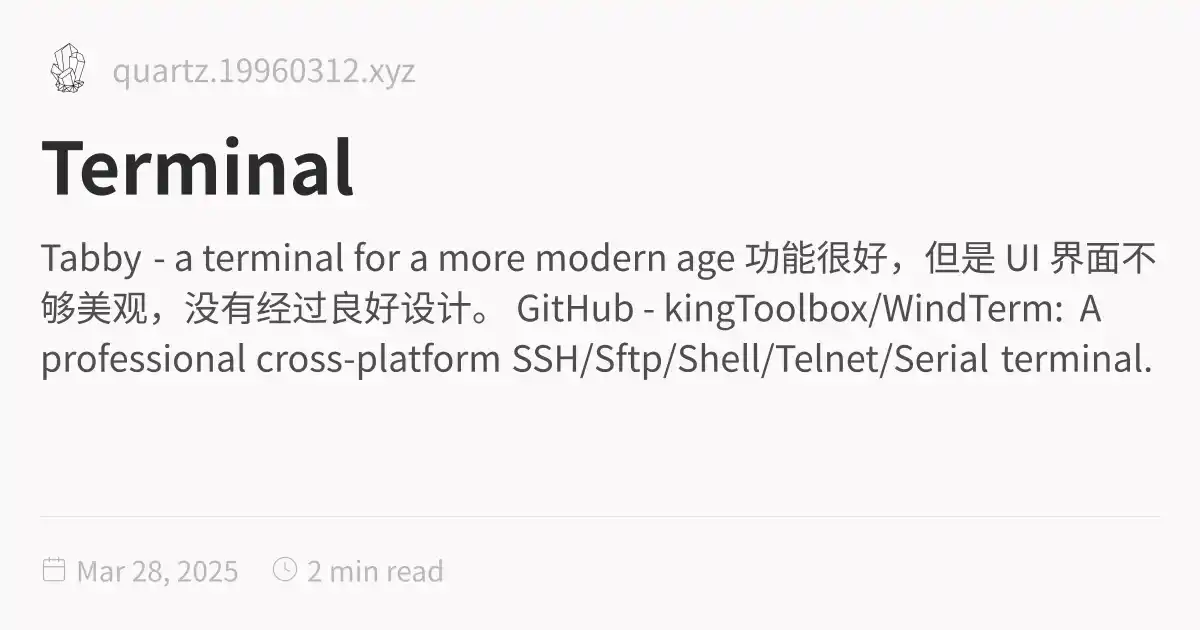 quartz.19960312.xyz
Terminal
Tabby - a terminal for a more modern age 功能很好，但是 UI 界面不
够美观，没有经过良好设计。 GitHub - kingToolbox/WindTerm: A
professional cross-platform SSH/Sftp/Shell/Telnet/Serial terminal.
Mar 28, 2025 2 min read